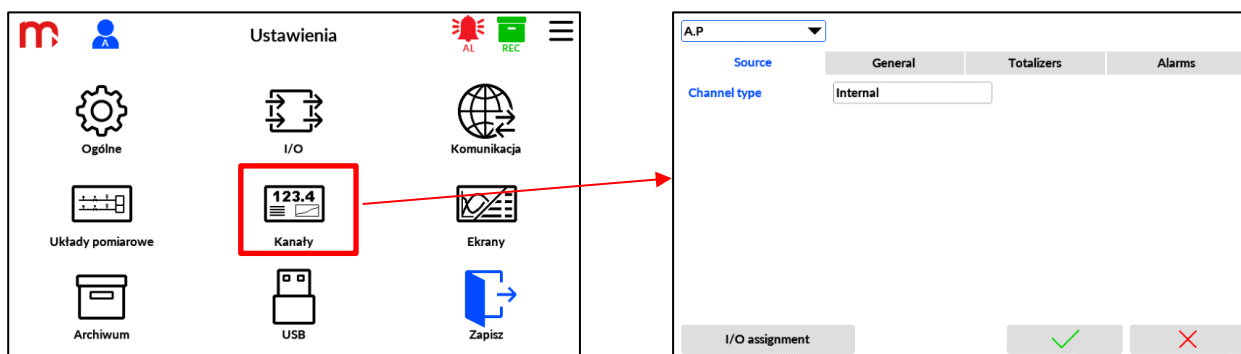 m
A
Ustawienia
AL
REC
Ogólne
I/O
Komunikacja
123.4
Układy pomiarowe
Kanały
Ekrany
Archiwum
USB
Zapisz
A.P
Source
General
Totalizers
Alarms
Channel type
Internal
I/O assignment